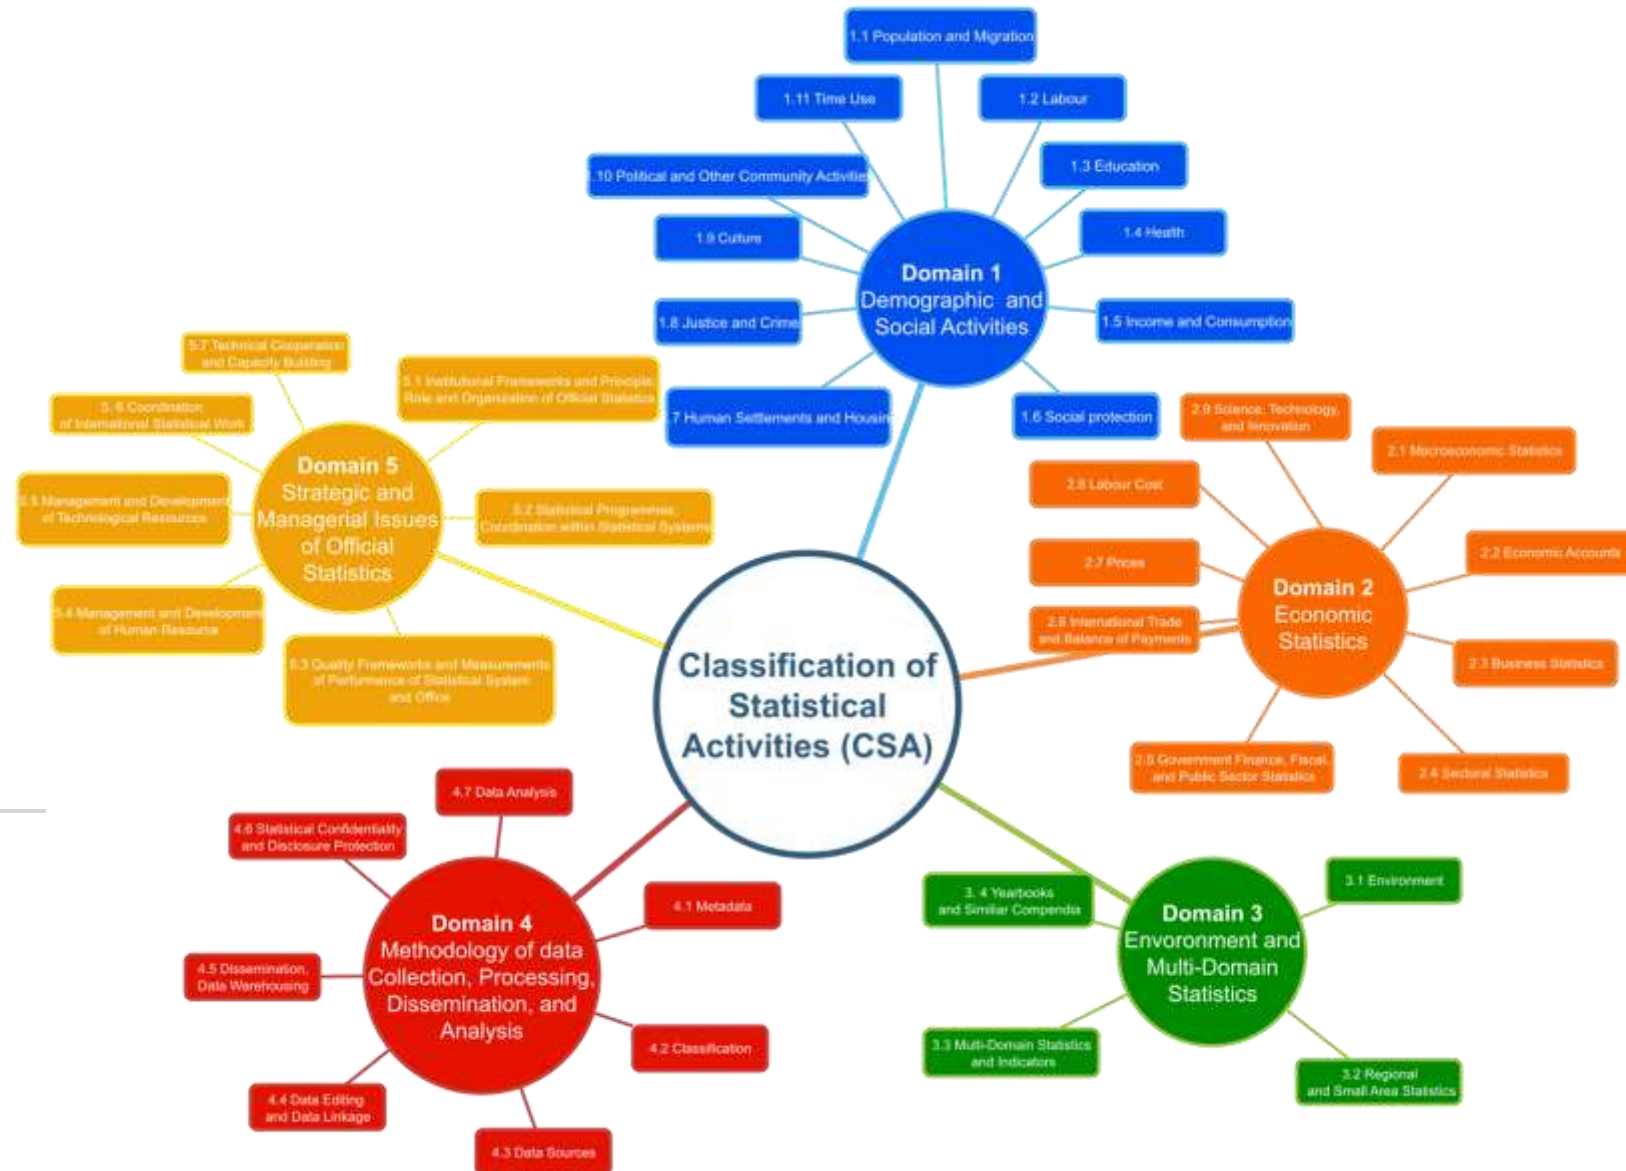 Classification of
Statistical
Activities (CSA)
Domain 1
Demographic and
Social Activities
1.1 Population and Migration
1.2 Labour
1.3 Education
1.4 Health
1.5 Income and Consumption
1.6 Social protection
.7 Human Settlements and Housin
1.8 Justice and Crime
1.9 Culture
.10 Political and Other Community Activitie
1.11 Time Use
Domain 2
Economic
Statistics
2.1 Macroeconomic Statistics
2.2 Economic Accounts
2.3 Business Statistics
2.4 Sectoral Statistics
2.5 Government Finance, Fiscal,
and Public Sector Statistics
2.6 International Trade
and Balance of Payments
2.7 Prices
2.8 Labour Cost
2.9 Science, Technology,
and Innovation
Domain 3
Envoronment and
Multi-Domain
Statistics
3.1 Environment
3.2 Regional
and Small Area Statistics
3.3 Multi-Domain Statistics
and Indicators
3. 4 Yearbooks
and Similiar Compendia
Domain 4
Methodology of data
Collection, Processing,
Dissemination, and
Analysis
4.1 Metadata
4.2 Classification
4.3 Data Sources
4.4 Data Editing
and Data Linkage
4.5 Dissemination,
Data Warehousing
4.6 Statistical Confidentiality
and Disclosure Protection
4.7 Data Analysis
Domain 5
Strategic and
Managerial Issues
of Official
Statistics
5.1 Institutional Frameworks and Principle,
Role and Organization of Official Statistics
5.2 Statistical Programmes,
Coordination within Statistical Systems
5.3 Quality Frameworks and Measurements
of Performance of Statistical System
and Office
5.4 Management and Development
of Human Resource
5.5 Management and Development
of Technological Resources
5. 6 Coordination
of International Statistical Work
5.7 Technical Cooperation
and Capacity Building